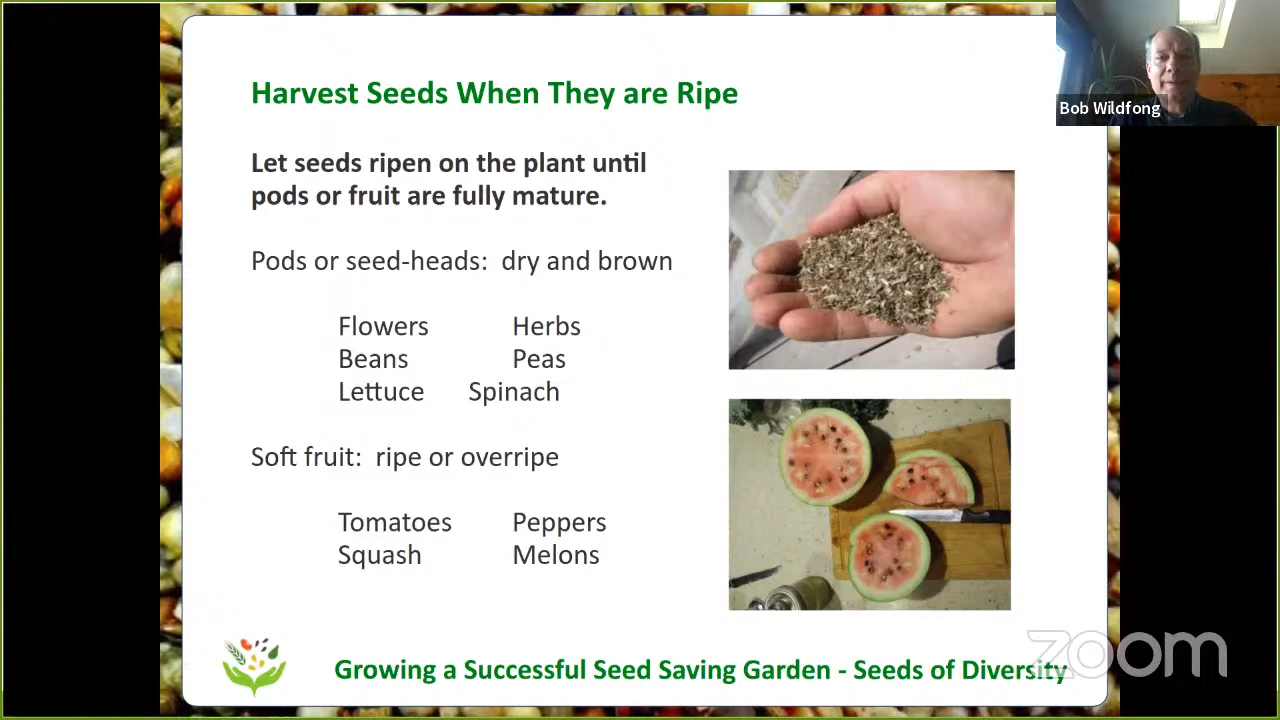 Harvest Seeds When They are Ripe
Bob Wildfong
Let seeds ripen on the plant until
pods or fruit are fully mature.
Pods or seed-heads: dry and brown
Flowers Herbs
Beans Peas
Lettuce Spinach
Soft fruit: ripe or overripe
Tomatoes Peppers
Squash Melons
Growing a Successful Seed Saving Garden - Seeds of Diversity
zoom